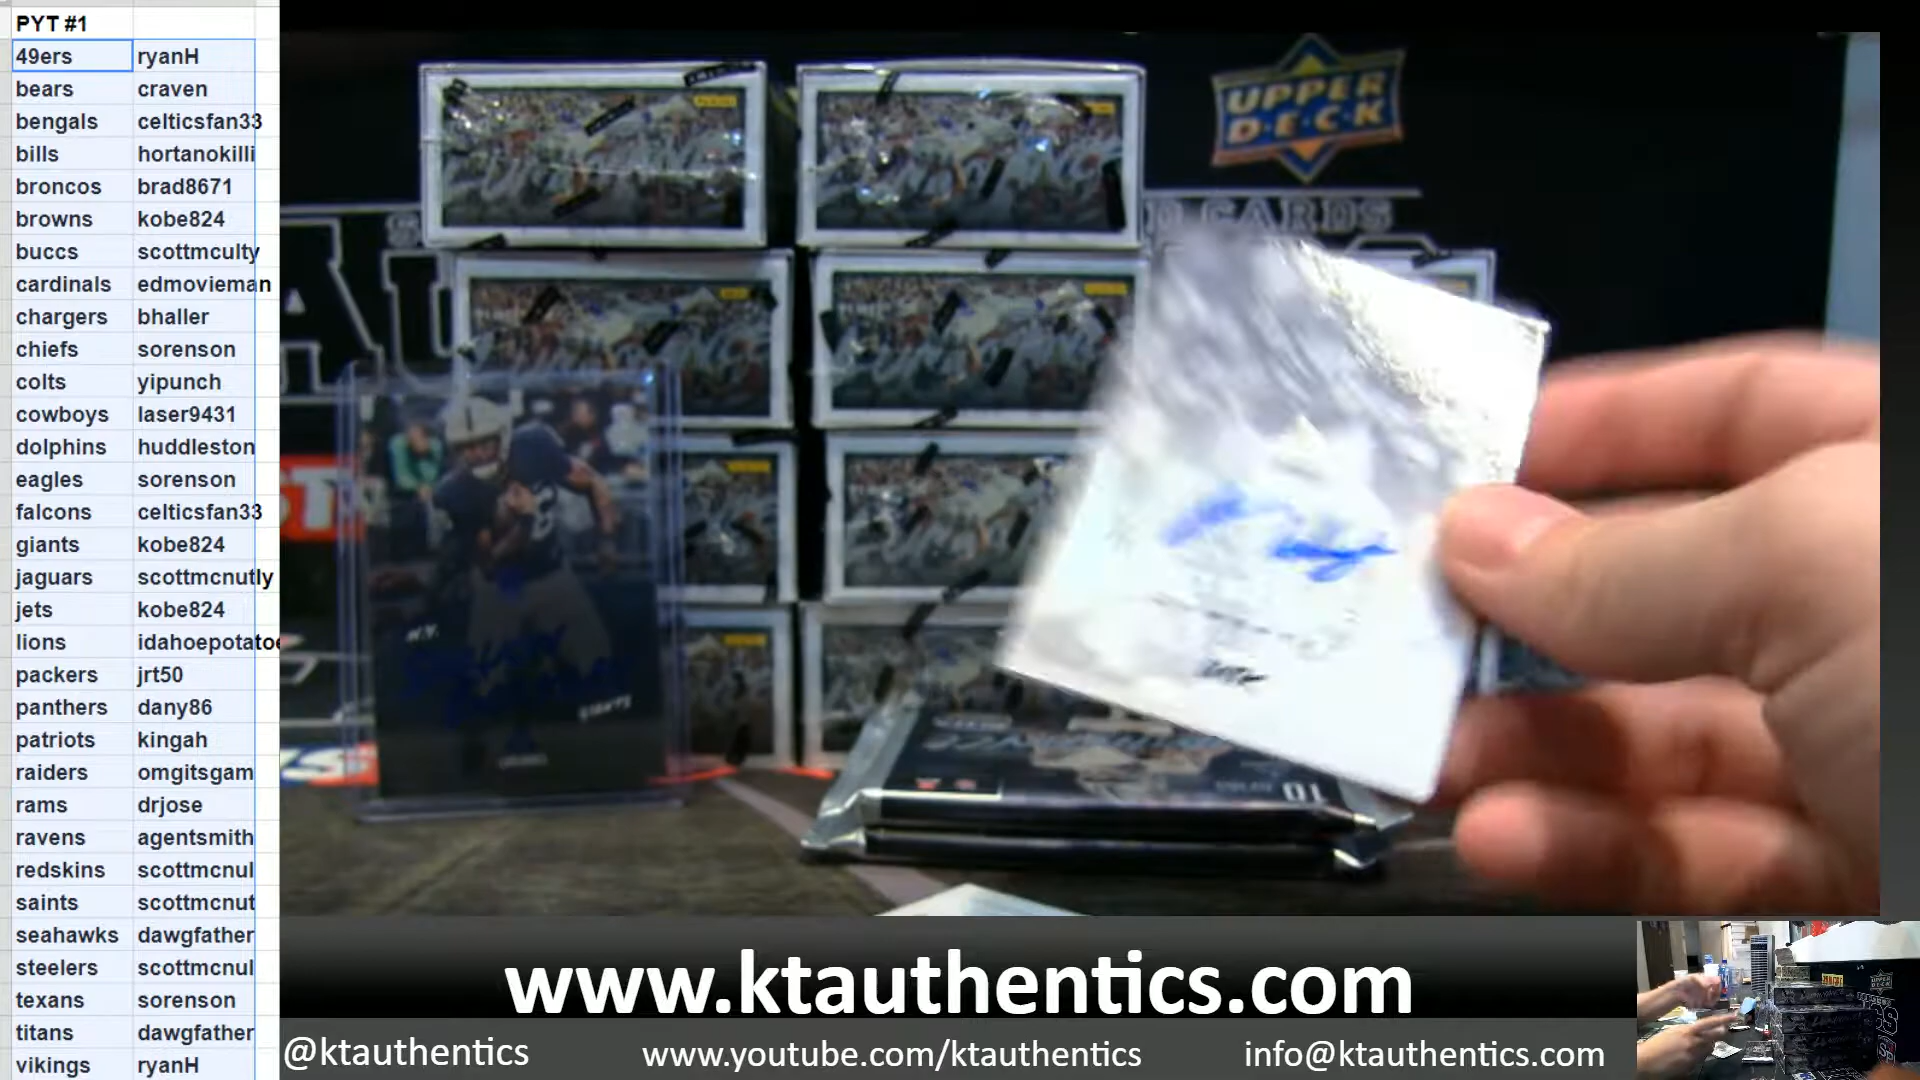 PYT #1
49ers ryanH
bears craven
bengals celticsfan33
bills hortanokilli
broncos brad8671
browns kobe824
buccs scottmculty
cardinals edmovieman
chargers bhaller
chiefs sorenson
colts yipunch
cowboys laser9431
dolphins huddleston
eagles sorenson
falcons celticsfan33
giants kobe824
jaguars scottmcnutly
jets kobe824
lions idahoepotatoe
packers jrt50
panthers dany86
patriots kingah
raiders omgitsgam
rams drjose
ravens agentsmith
redskins scottmcnul
saints scottmcnut
seahawks dawgfather
steelers scottmcnul
texans sorenson
titans dawgfather
vikings ryanH
UPPER
D·E·C·K
CARDS
N.Y.
GIANTS
www.ktauthentics.com
@ktauthentics
www.youtube.com/ktauthentics
info@ktauthentics.com